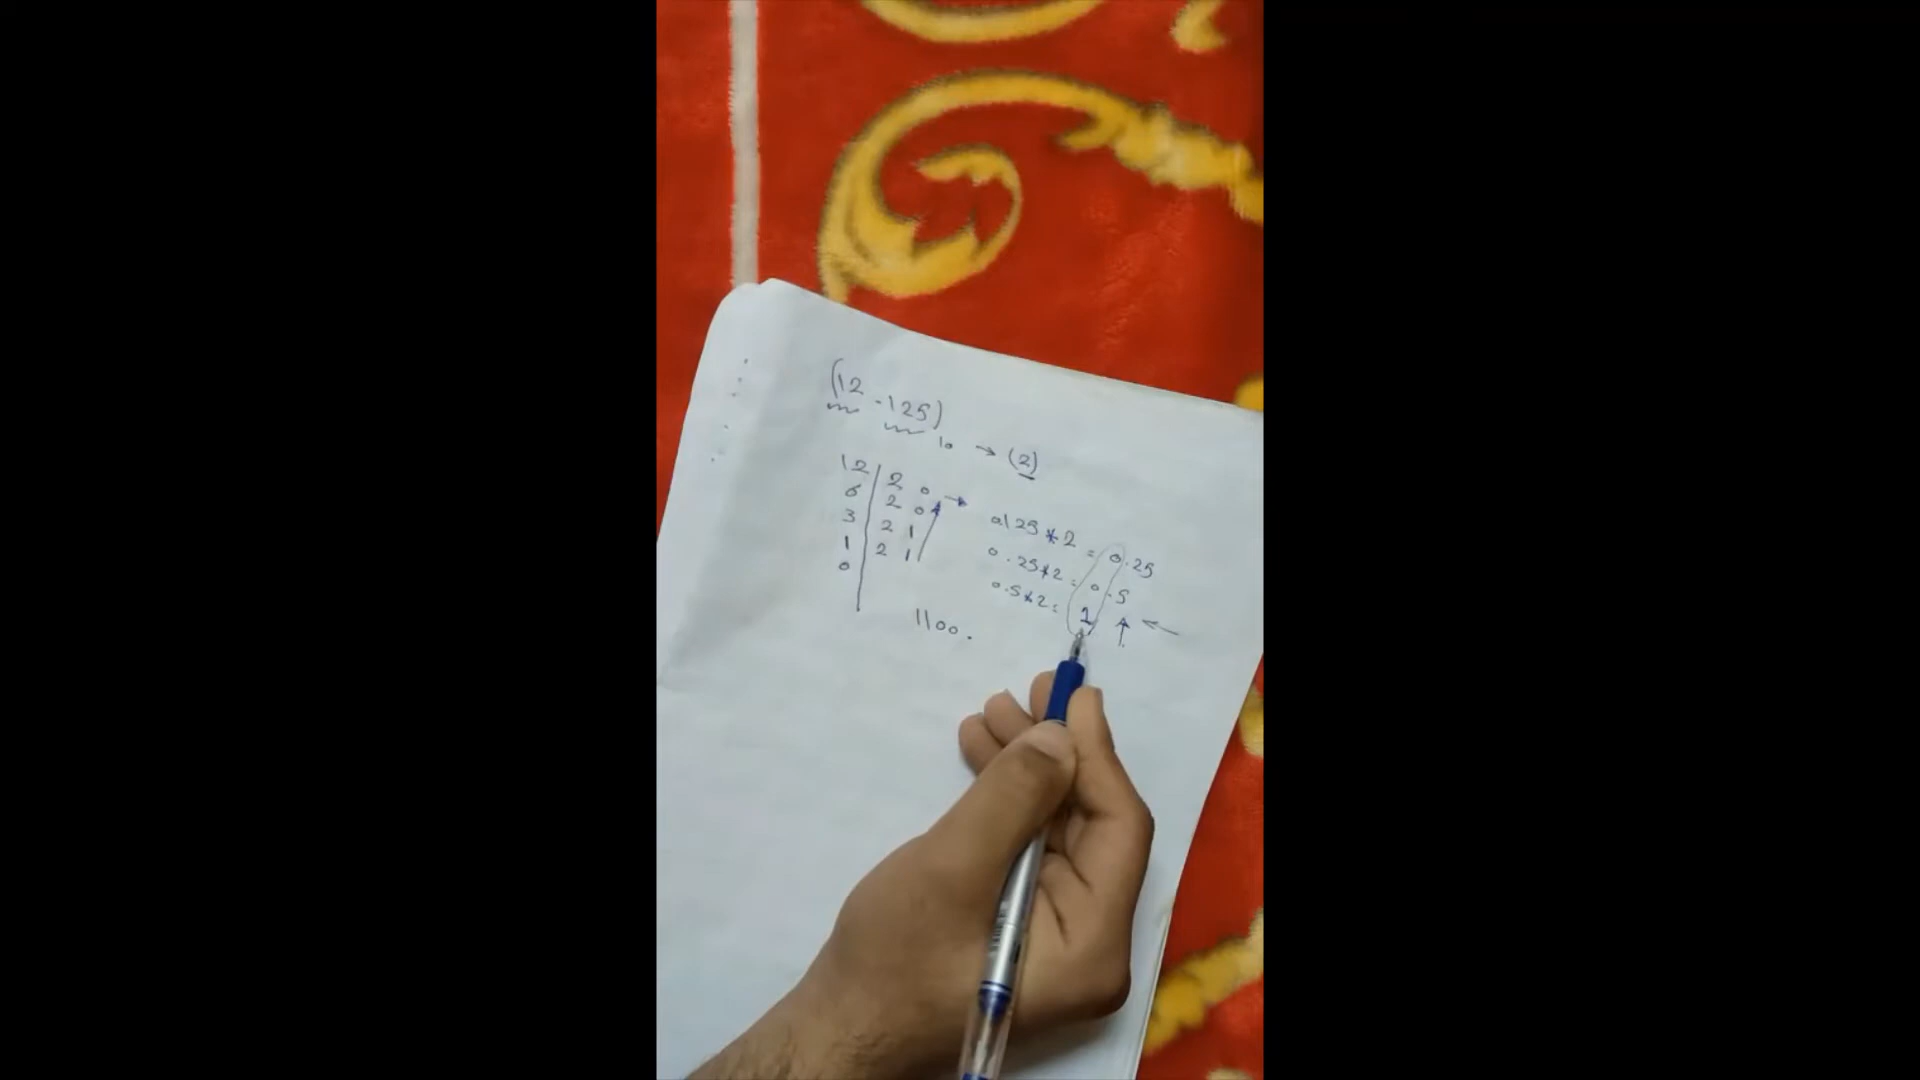 (12 .125)10 → (2)
12 2 0 →
6 2 0
3 2 1
1 2 1
0
0.125*2 = 0.25
0.25*2 = 0.5
0.5*2= 1 ↑ ←
1100.